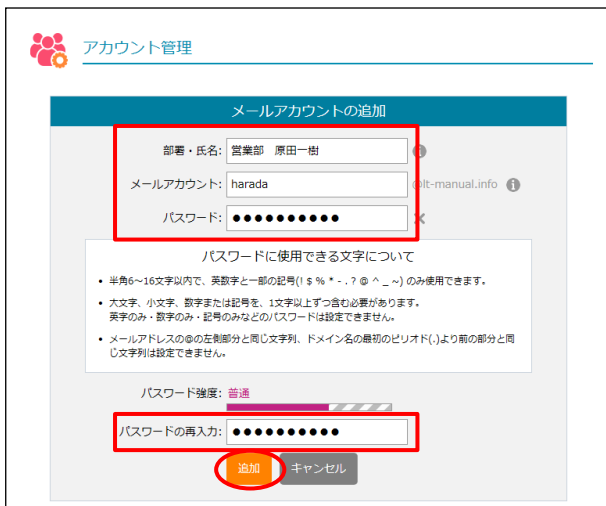 アカウント管理
メールアカウントの追加
部署・氏名: 営業部　原田一樹
メールアカウント: harada @lt-manual.info
パスワード: ●●●●●●●●●●
パスワードに使用できる文字について
• 半角6～16文字以内で、英数字と一部の記号(! $ % * - . ? @ ^ _ ~) のみ使用できます。
• 大文字、小文字、数字または記号を、1文字以上ずつ含む必要があります。
英字のみ・数字のみ・記号のみなどのパスワードは設定できません。
• メールアドレスの@の左側部分と同じ文字列、ドメイン名の最初のピリオド(.)より前の部分と同
じ文字列は設定できません。
パスワード強度: 普通
パスワードの再入力: ●●●●●●●●●●
追加 キャンセル